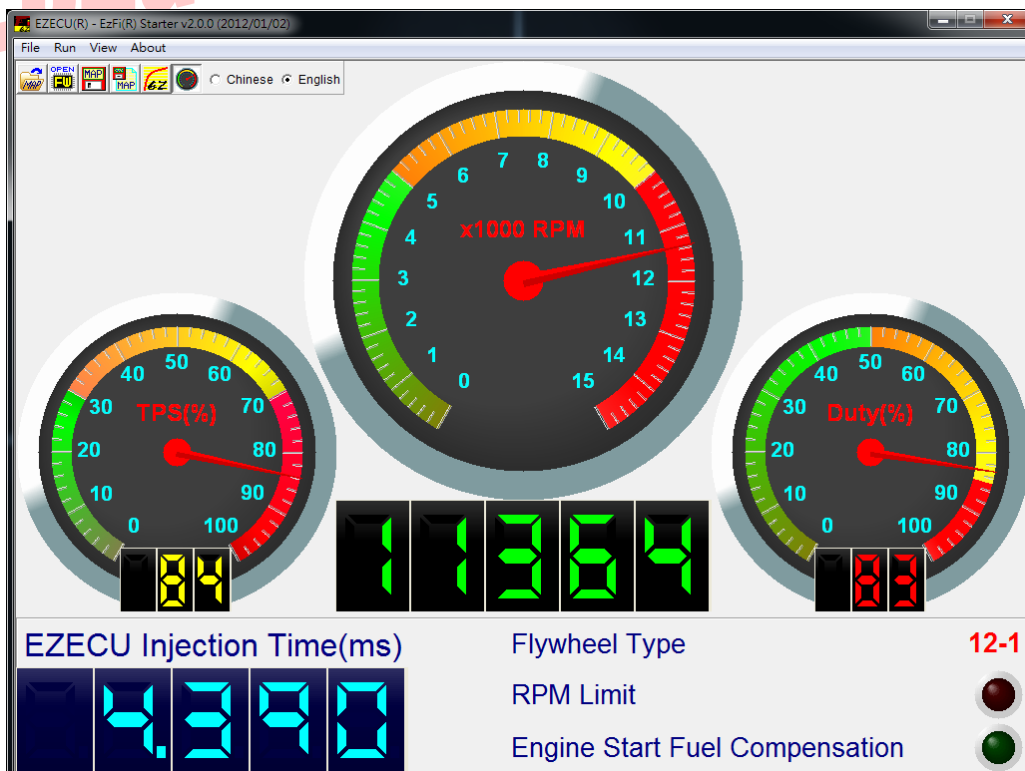 EZECU(R) - EzFi(R) Starter v2.0.0 (2012/01/02)
File Run View About
MAP OPEN FW MAP MAP EZ Chinese English
x1000 RPM
0 1 2 3 4 5 6 7 8 9 10 11 12 13 14 15
TPS(%)
0 10 20 30 40 50 60 70 80 90 100
84
11364
Duty(%)
0 10 20 30 40 50 60 70 80 90 100
83
EZECU Injection Time(ms)
4.390
Flywheel Type 12-1
RPM Limit
Engine Start Fuel Compensation